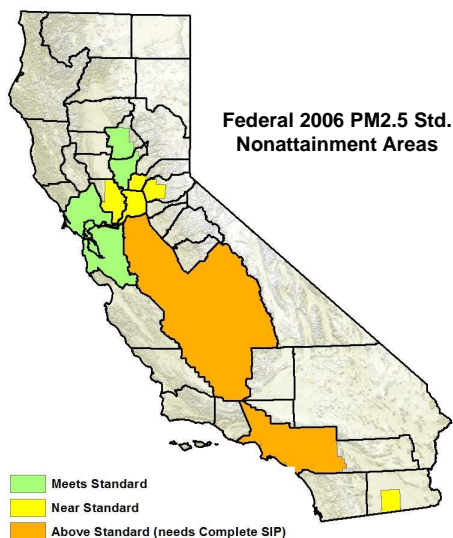 Federal 2006 PM2.5 Std.
Nonattainment Areas
Meets Standard
Near Standard
Above Standard (needs Complete SIP)